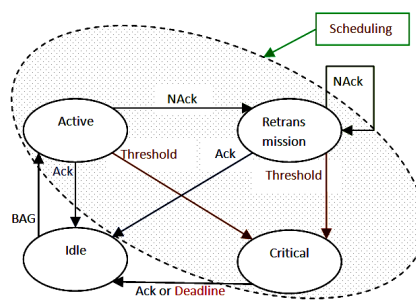 Scheduling
NAck
NAck
Active
Retrans
mission
Threshold
Ack
Ack
Threshold
BAG
Idle
Critical
Ack or Deadline